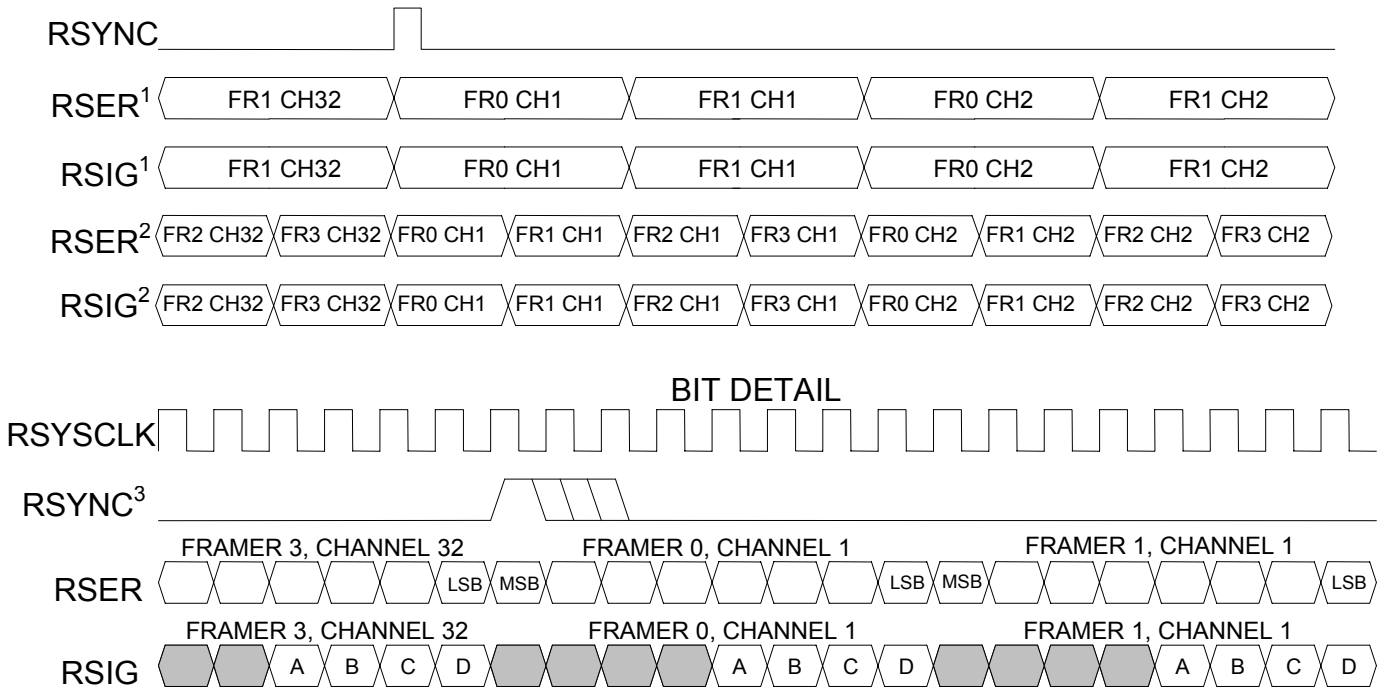 RSYNC
RSER1 FR1 CH32 FR0 CH1 FR1 CH1 FR0 CH2 FR1 CH2
RSIG1 FR1 CH32 FR0 CH1 FR1 CH1 FR0 CH2 FR1 CH2
RSER2 FR2 CH32 FR3 CH32 FR0 CH1 FR1 CH1 FR2 CH1 FR3 CH1 FR0 CH2 FR1 CH2 FR2 CH2 FR3 CH2
RSIG2 FR2 CH32 FR3 CH32 FR0 CH1 FR1 CH1 FR2 CH1 FR3 CH1 FR0 CH2 FR1 CH2 FR2 CH2 FR3 CH2
BIT DETAIL
RSYSCLK
RSYNC3
FRAMER 3, CHANNEL 32 FRAMER 0, CHANNEL 1 FRAMER 1, CHANNEL 1
RSER LSB MSB LSB MSB LSB
FRAMER 3, CHANNEL 32 FRAMER 0, CHANNEL 1 FRAMER 1, CHANNEL 1
RSIG A B C D A B C D A B C D